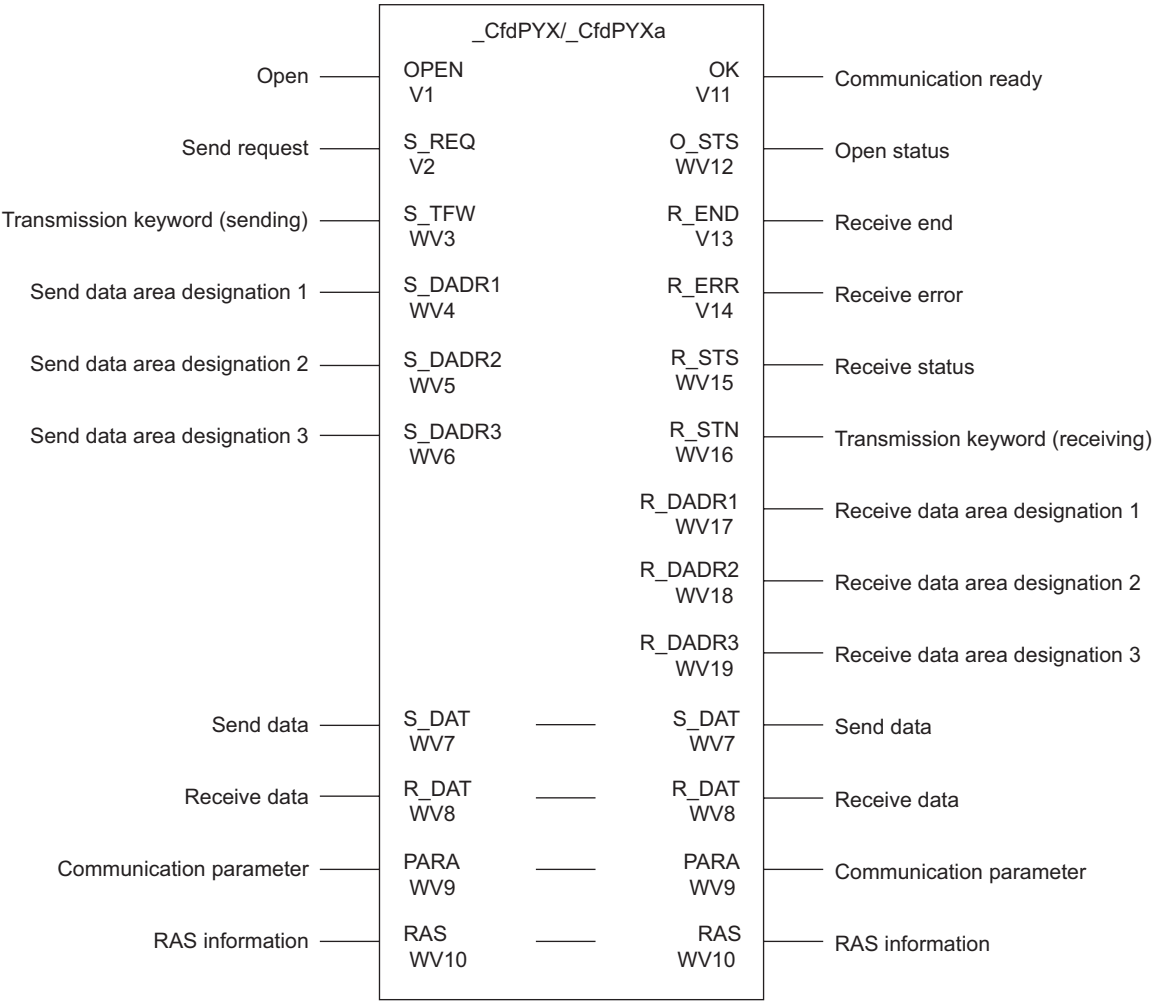 _CfdPYX/_CfdPYXa
Open
OPEN
V1
OK
V11
Communication ready
Send request
S_REQ
V2
O_STS
WV12
Open status
Transmission keyword (sending)
S_TFW
WV3
R_END
V13
Receive end
Send data area designation 1
S_DADR1
WV4
R_ERR
V14
Receive error
Send data area designation 2
S_DADR2
WV5
R_STS
WV15
Receive status
Send data area designation 3
S_DADR3
WV6
R_STN
WV16
Transmission keyword (receiving)
R_DADR1
WV17
Receive data area designation 1
R_DADR2
WV18
Receive data area designation 2
R_DADR3
WV19
Receive data area designation 3
Send data
S_DAT
WV7
S_DAT
WV7
Send data
Receive data
R_DAT
WV8
R_DAT
WV8
Receive data
Communication parameter
PARA
WV9
PARA
WV9
Communication parameter
RAS information
RAS
WV10
RAS
WV10
RAS information